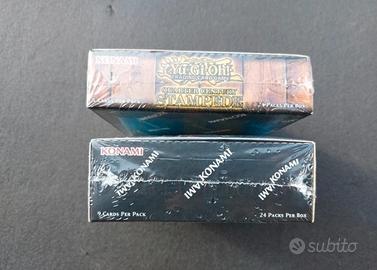 KONAMI
Yu-Gi-Oh!
TRADING CARD GAME
QUARTER CENTURY
STAMPEDE
PACKS PER BOX
KONAMI
KONAMI
KONAMI
KONAMI
9 CARDS PER PACK
24 PACKS PER BOX
subito